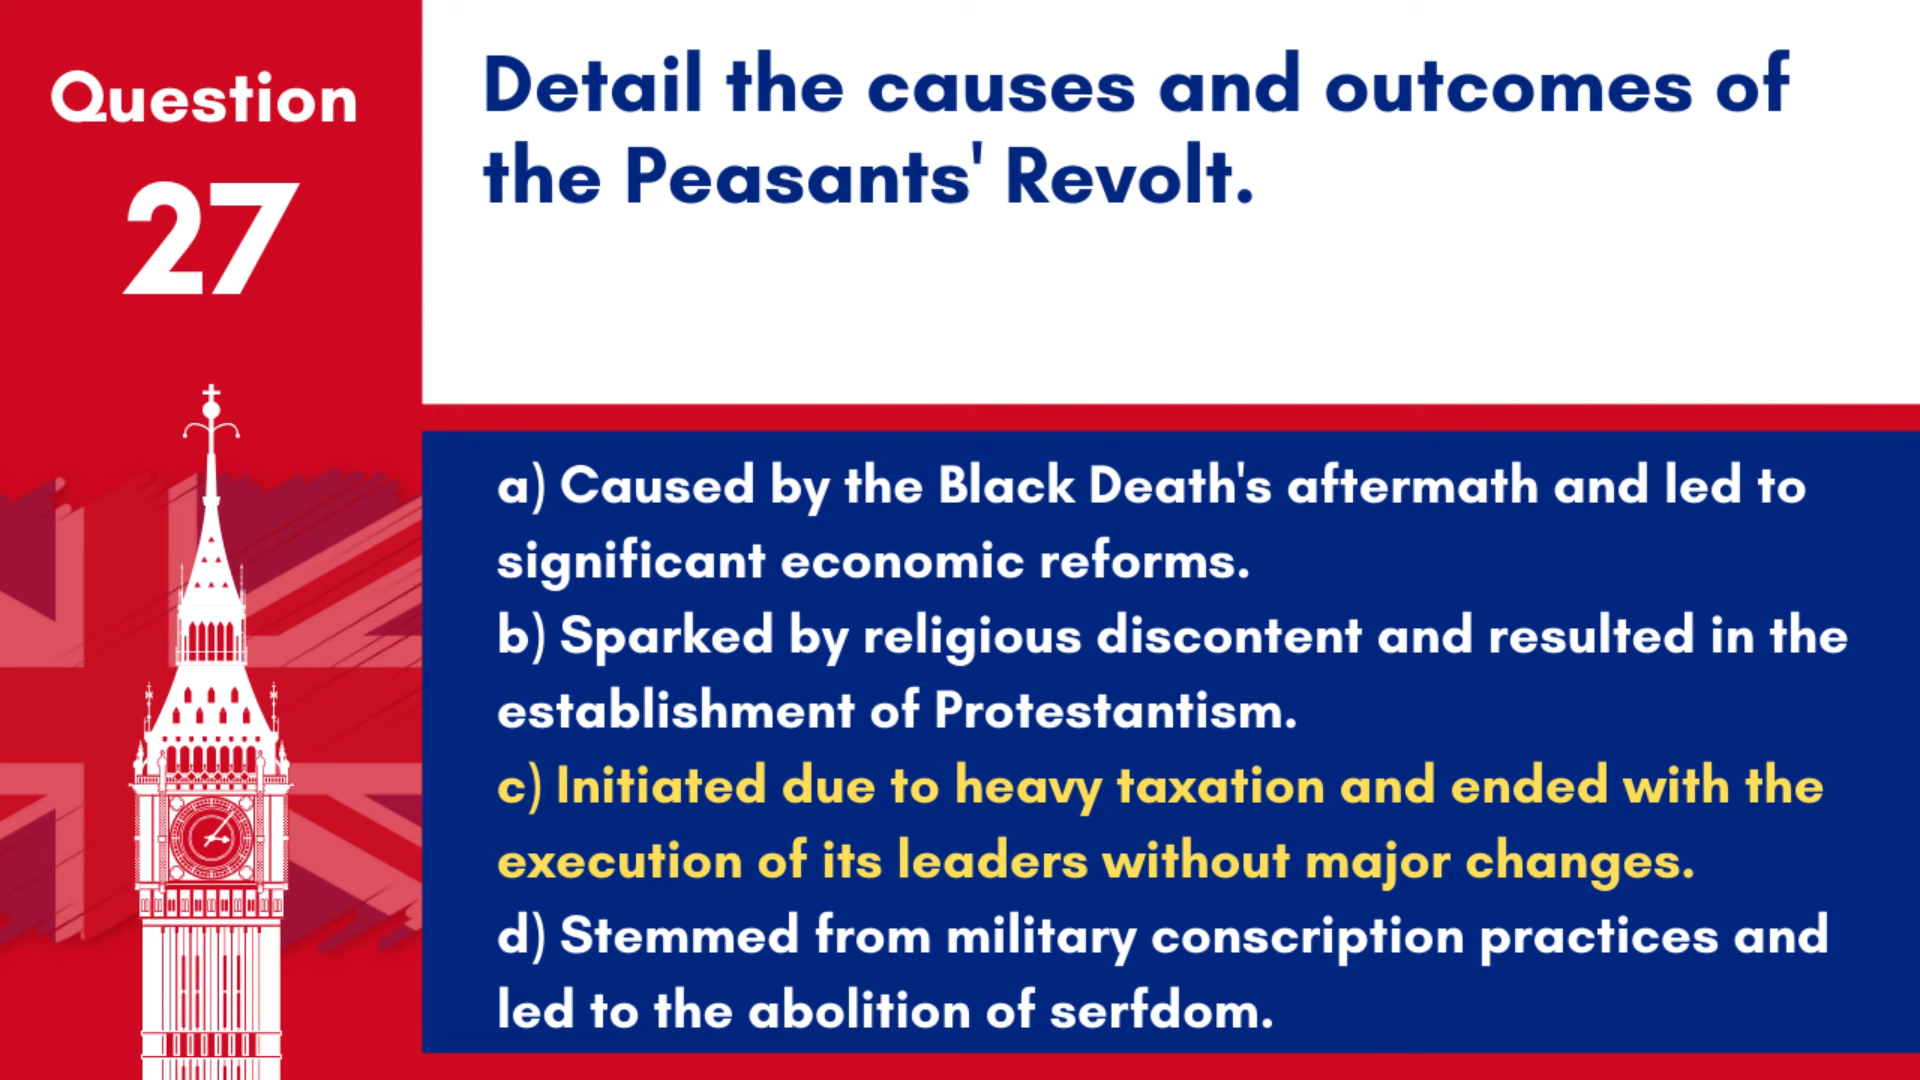 Question
27
Detail the causes and outcomes of
the Peasants' Revolt.
a) Caused by the Black Death's aftermath and led to
significant economic reforms.
b) Sparked by religious discontent and resulted in the
establishment of Protestantism.
c) Initiated due to heavy taxation and ended with the
execution of its leaders without major changes.
d) Stemmed from military conscription practices and
led to the abolition of serfdom.